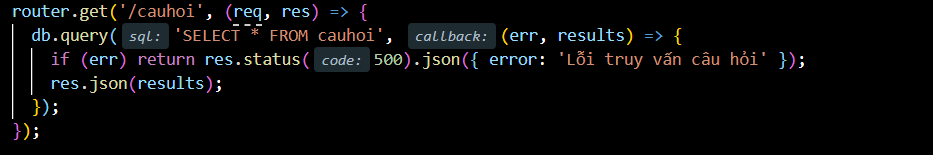 router.get('/cauhoi', (req, res) => {
  db.query( sql: 'SELECT * FROM cauhoi', callback: (err, results) => {
    if (err) return res.status( code: 500).json({ error: 'Lỗi truy vấn câu hỏi' });
    res.json(results);
  });
});